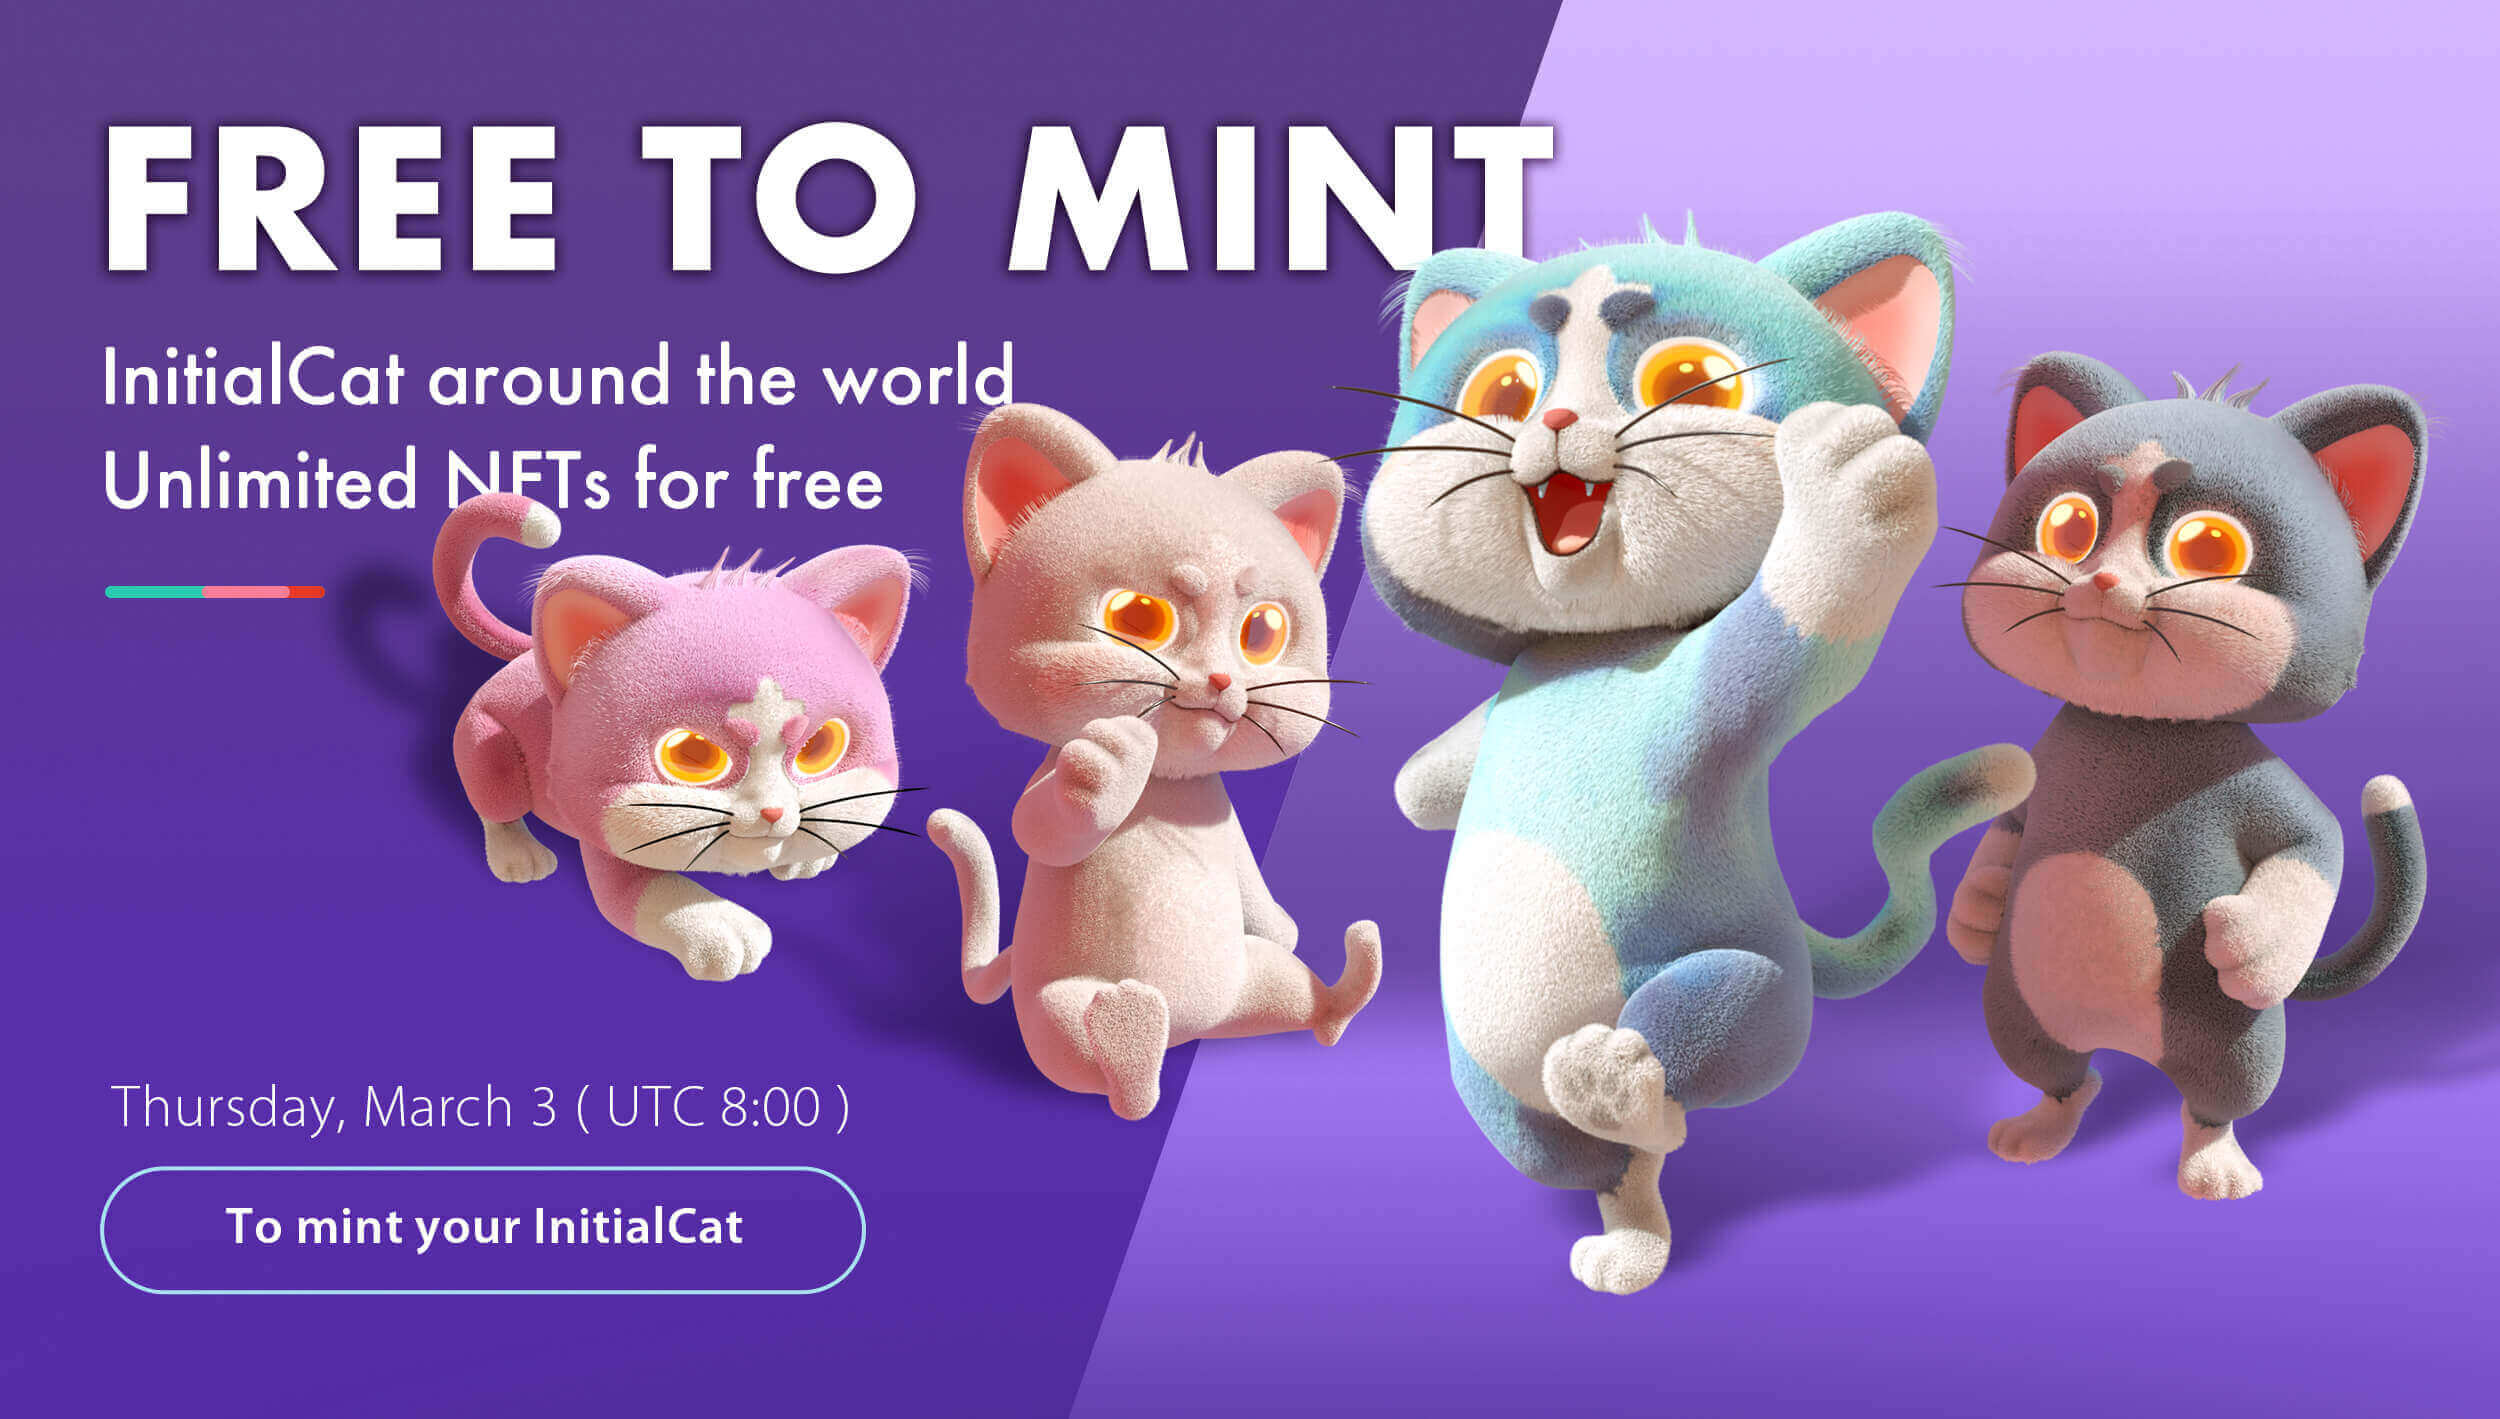 FREE TO MINT
InitialCat around the world
Unlimited NFTs for free
Thursday, March 3 ( UTC 8:00 )
To mint your InitialCat